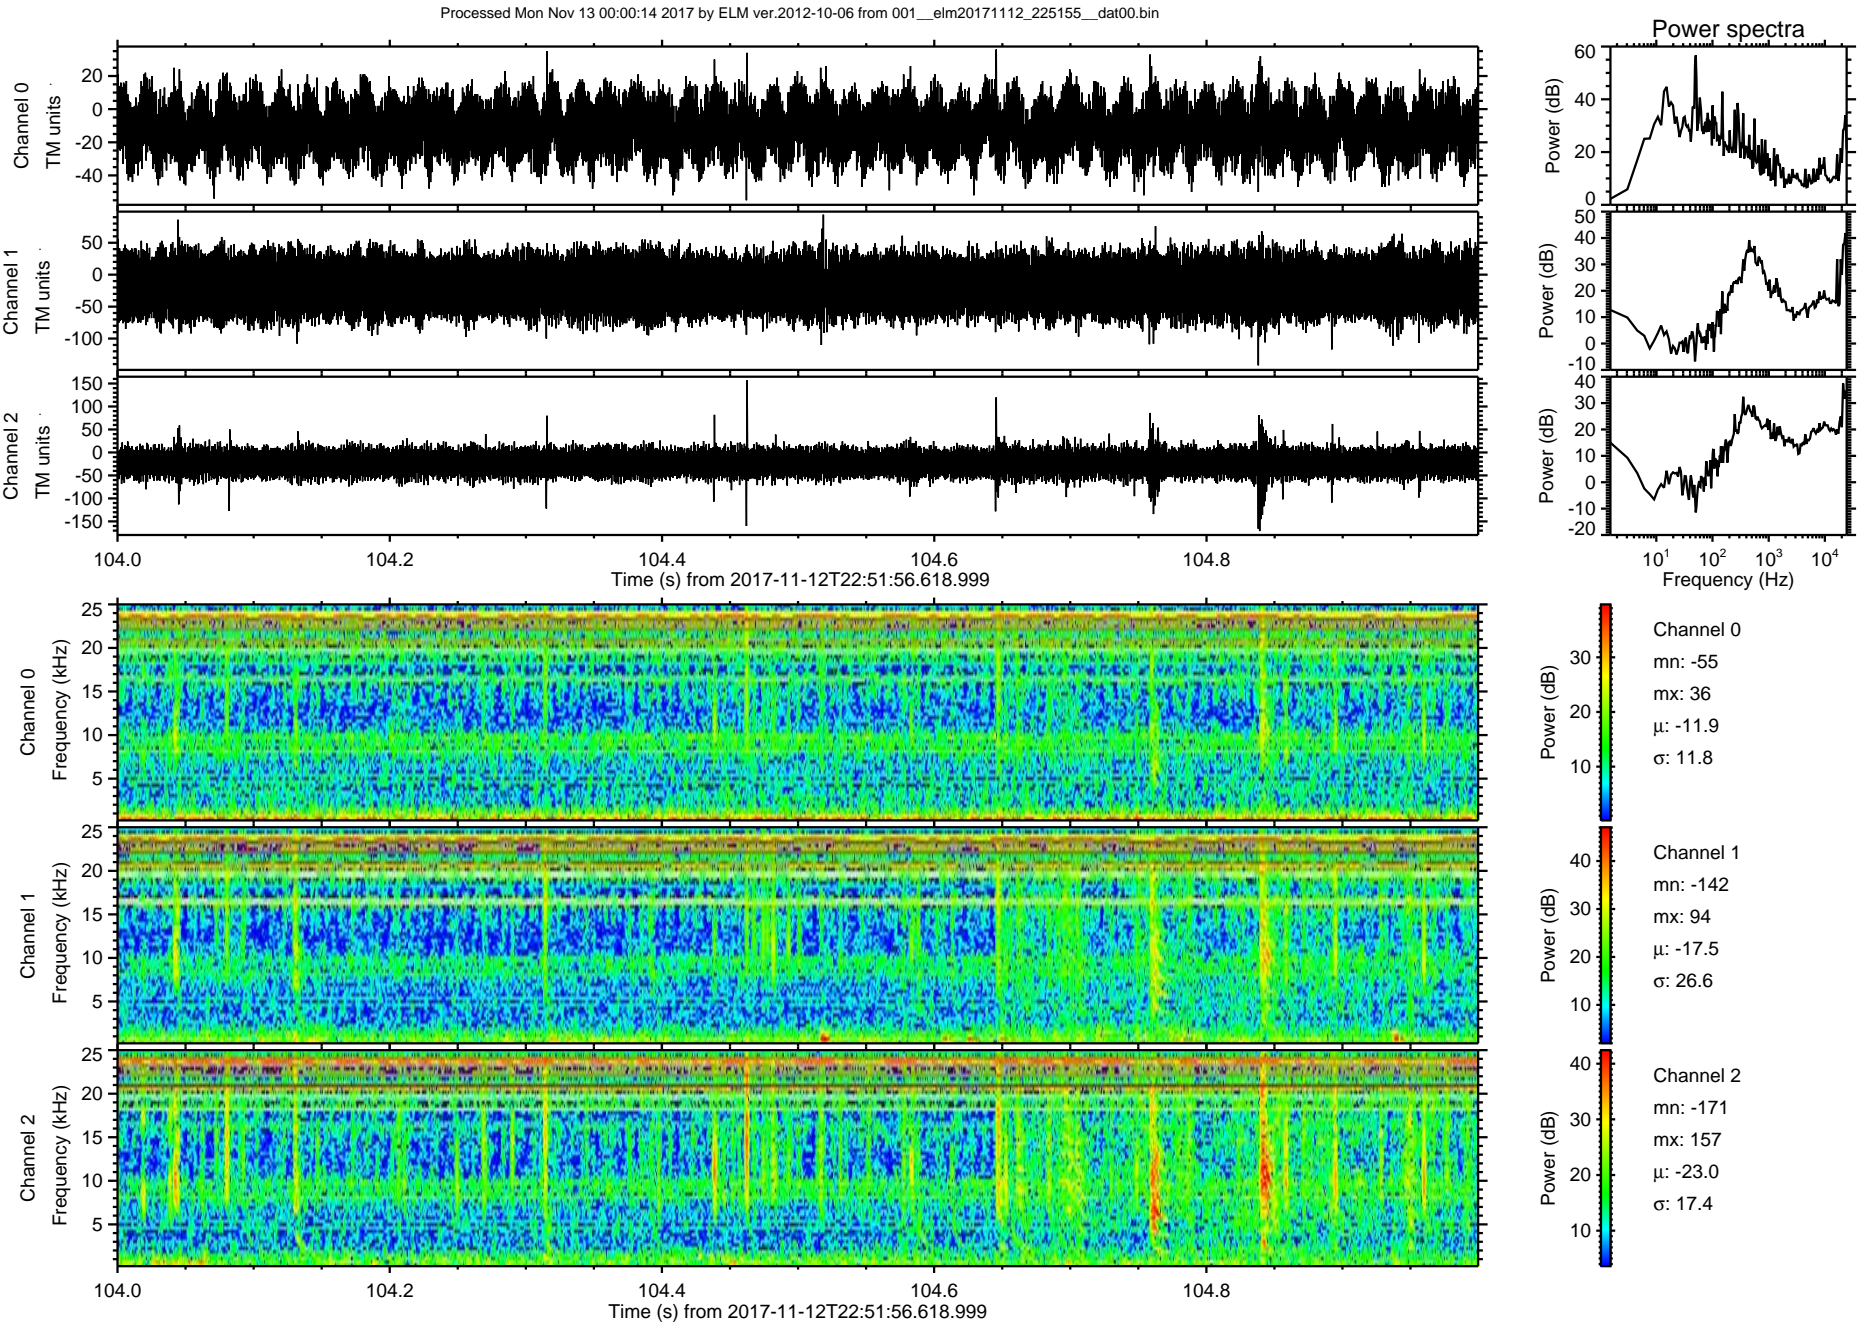 Processed Mon Nov 13 00:00:14 2017 by ELM ver.2012-10-06 from 001__elm20171112_225155__dat00.bin
Power spectra
Channel 0
TM units
20
0
-20
-40
Power (dB)
60
40
20
0
Channel 1
TM units
50
0
-50
-100
Power (dB)
50
40
30
20
10
0
-10
Channel 2
TM units
150
100
50
0
-50
-100
-150
Power (dB)
40
30
20
10
0
-10
-20
104.0 104.2 104.4 104.6 104.8
Time (s) from 2017-11-12T22:51:56.618.999
10^1 10^2 10^3 10^4
Frequency (Hz)
Channel 0
Frequency (kHz)
25
20
15
10
5
Power (dB)
30
20
10
Channel 0
mn: -55
mx: 36
μ: -11.9
σ: 11.8
Channel 1
Frequency (kHz)
25
20
15
10
5
Power (dB)
40
30
20
10
Channel 1
mn: -142
mx: 94
μ: -17.5
σ: 26.6
Channel 2
Frequency (kHz)
25
20
15
10
5
Power (dB)
40
30
20
10
Channel 2
mn: -171
mx: 157
μ: -23.0
σ: 17.4
104.0 104.2 104.4 104.6 104.8
Time (s) from 2017-11-12T22:51:56.618.999